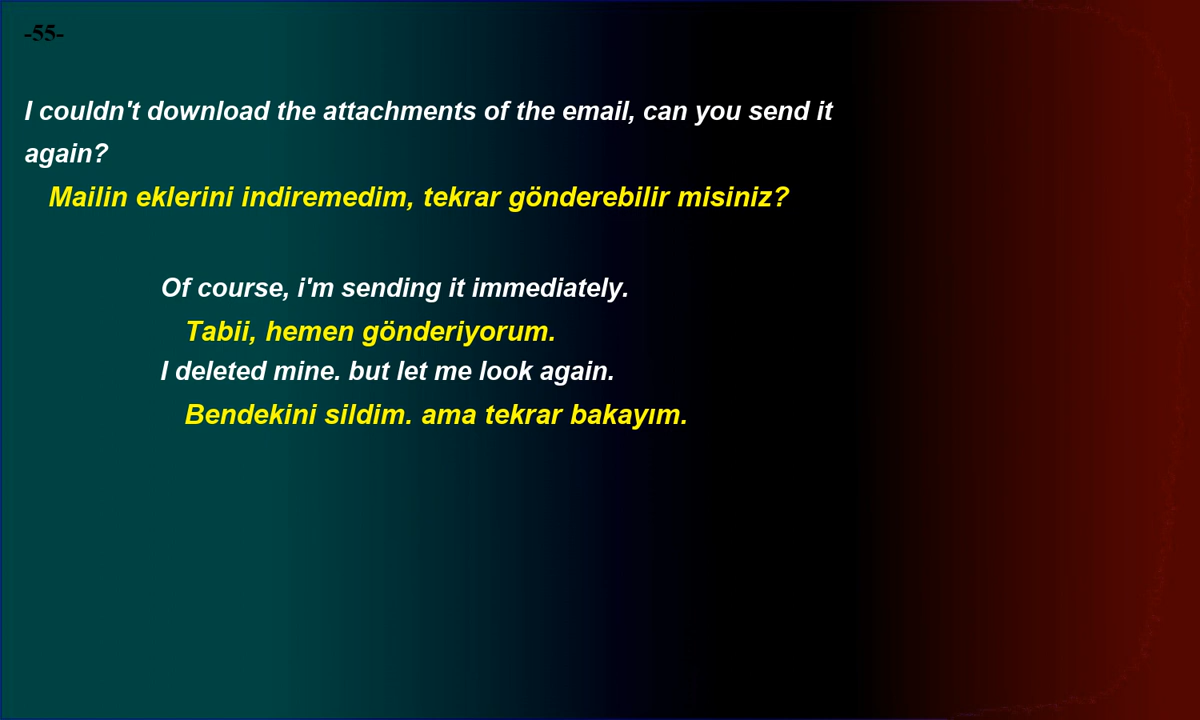 -55-
I couldn't download the attachments of the email, can you send it
again?
Mailin eklerini indiremedim, tekrar gönderebilir misiniz?
Of course, i'm sending it immediately.
Tabii, hemen gönderiyorum.
I deleted mine. but let me look again.
Bendekini sildim. ama tekrar bakayım.